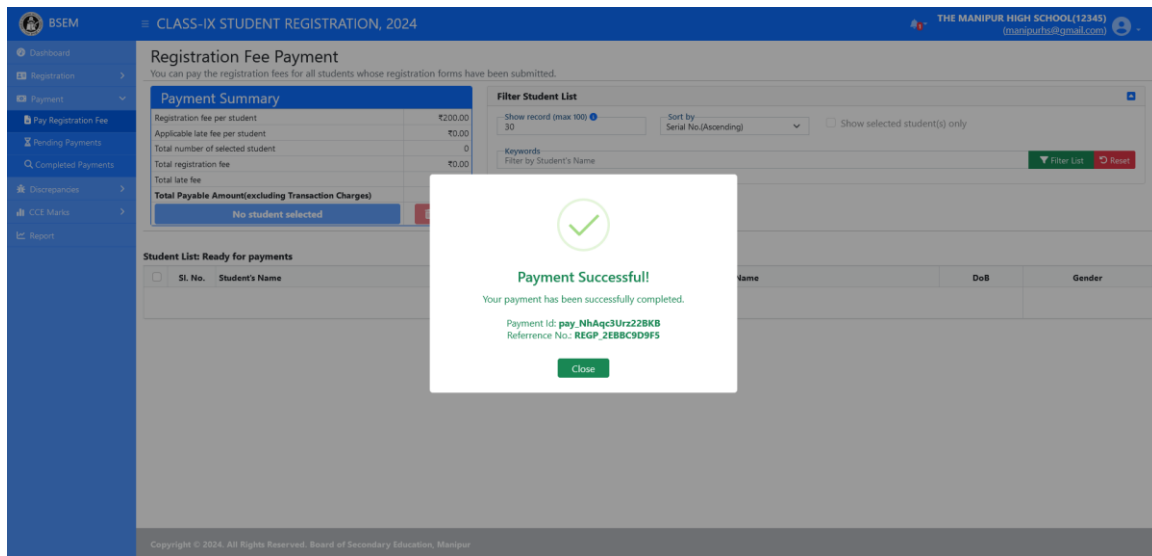 BSEM
≡ CLASS-IX STUDENT REGISTRATION, 2024
THE MANIPUR HIGH SCHOOL(12345)
(manipurhs@gmail.com)
Dashboard
Registration
Payment
Pay Registration Fee
Pending Payments
Completed Payments
Discrepancies
CCE Marks
Report
Registration Fee Payment
You can pay the registration fees for all students whose registration forms have been submitted.
Payment Summary
Registration fee per student ₹200.00
Applicable late fee per student ₹0.00
Total number of selected student 0
Total registration fee ₹0.00
Total late fee
Total Payable Amount(excluding Transaction Charges)
No student selected
Filter Student List
Show record (max 100)
30
Sort by
Serial No.(Ascending)
Show selected student(s) only
Keywords
Filter by Student's Name
Filter List
Reset
Student List: Ready for payments
Sl. No. Student's Name Name DoB Gender
Payment Successful!
Your payment has been successfully completed.
Payment Id: pay_NhAqc3Urz22BKB
Referrence No.: REGP_2EBBC9D9F5
Close
Copyright © 2024. All Rights Reserved. Board of Secondary Education, Manipur